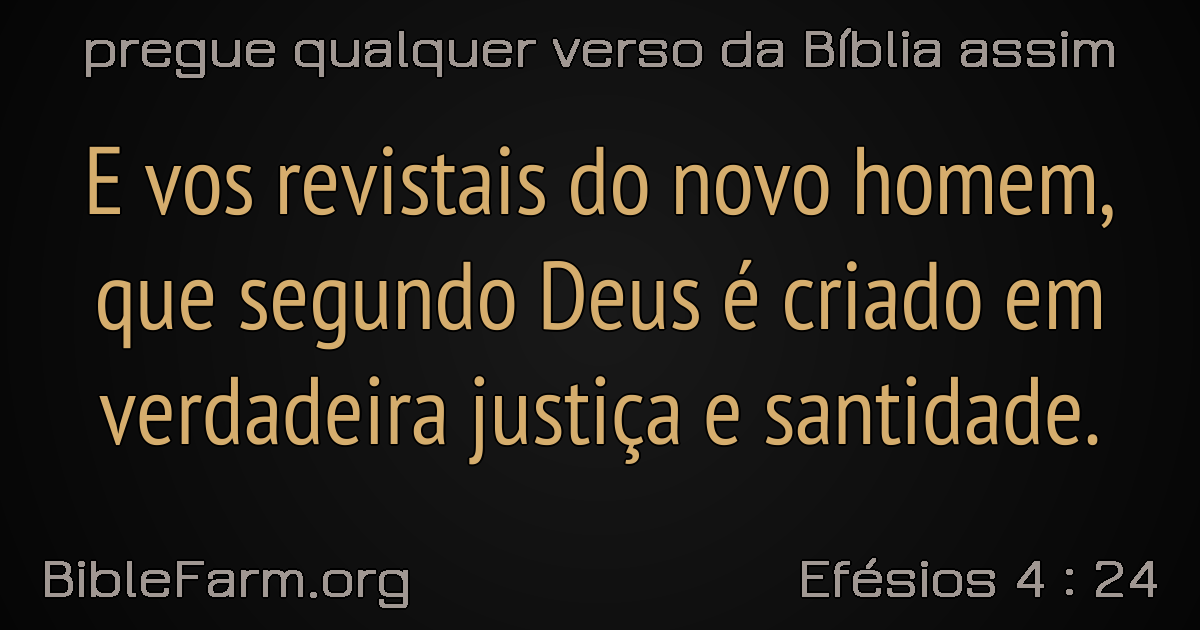 pregue qualquer verso da Bíblia assim
E vos revistais do novo homem,
que segundo Deus é criado em
verdadeira justiça e santidade.
BibleFarm.org
Efésios 4 : 24